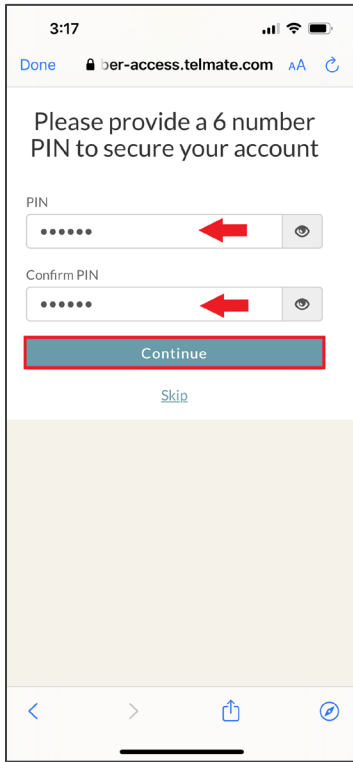 3:17
Done ber-access.telmate.com AA
Please provide a 6 number
PIN to secure your account
PIN
••••••
Confirm PIN
••••••
Continue
Skip